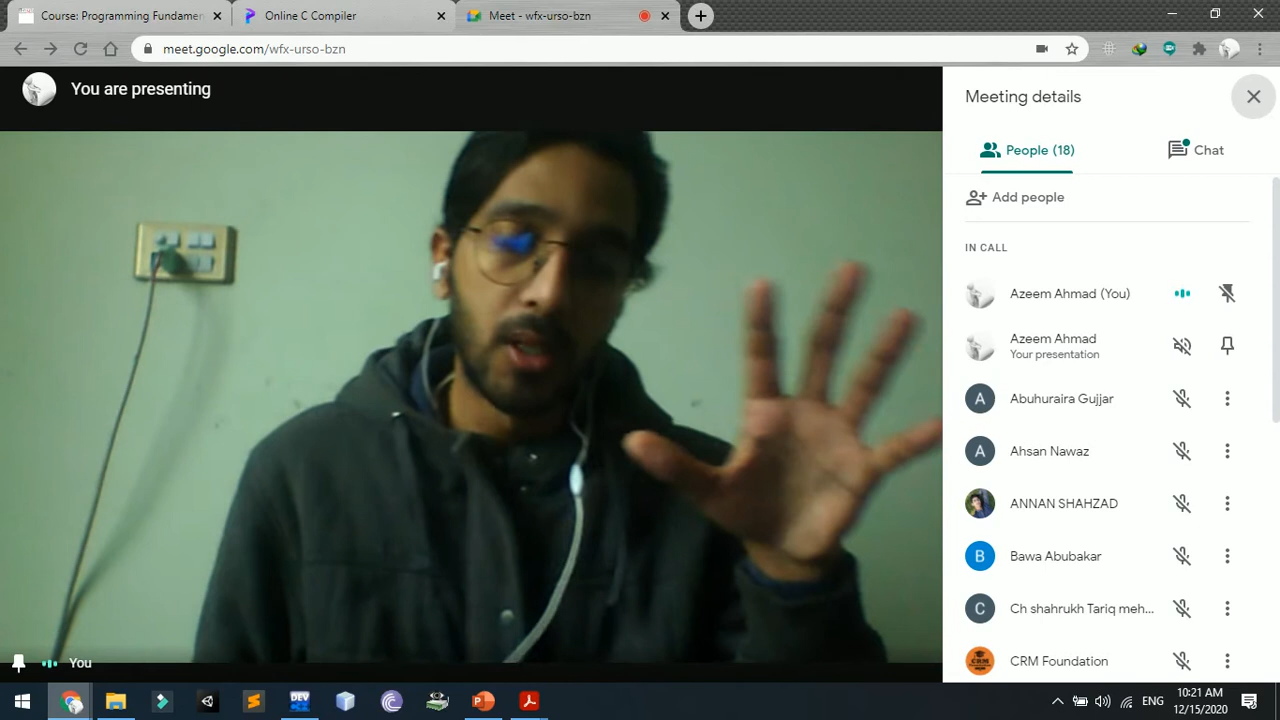 Course: Programming Fundamen
Online C Compiler
Meet - wfx-urso-bzn
meet.google.com/wfx-urso-bzn
You are presenting
Meeting details
People (18)
Chat
Add people
IN CALL
Azeem Ahmad (You)
Azeem Ahmad
Your presentation
A Abuhuraira Gujjar
A Ahsan Nawaz
ANNAN SHAHZAD
B Bawa Abubakar
C Ch shahrukh Tariq meh...
CRM CRM Foundation
You
DEV
ENG
10:21 AM
12/15/2020